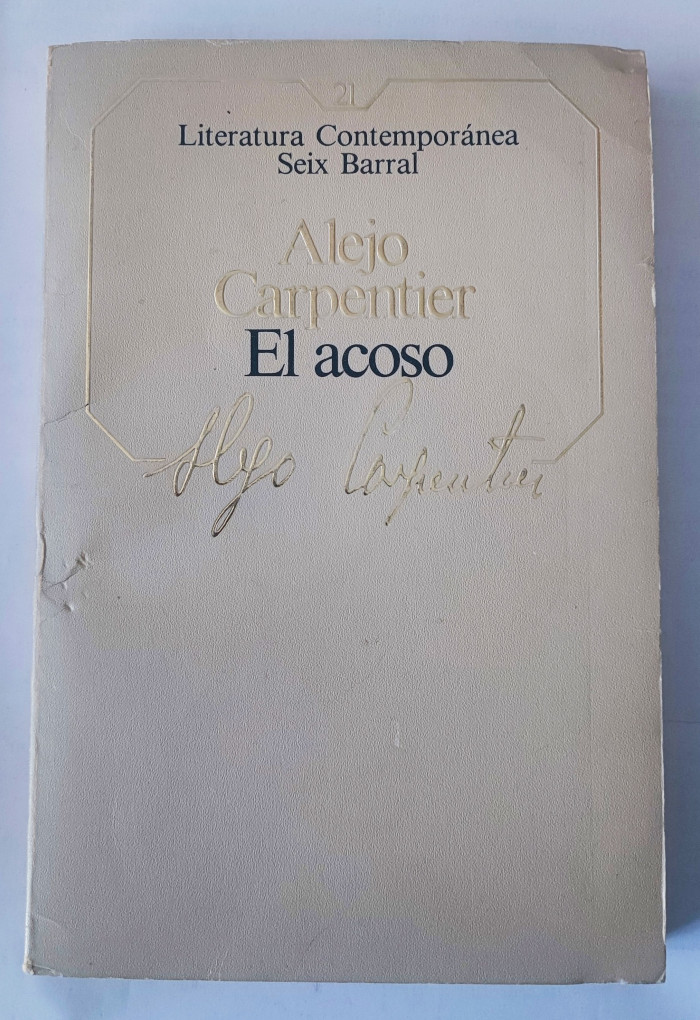 21
Literatura Contemporánea
Seix Barral
Alejo
Carpentier
El acoso
Alejo Carpentier